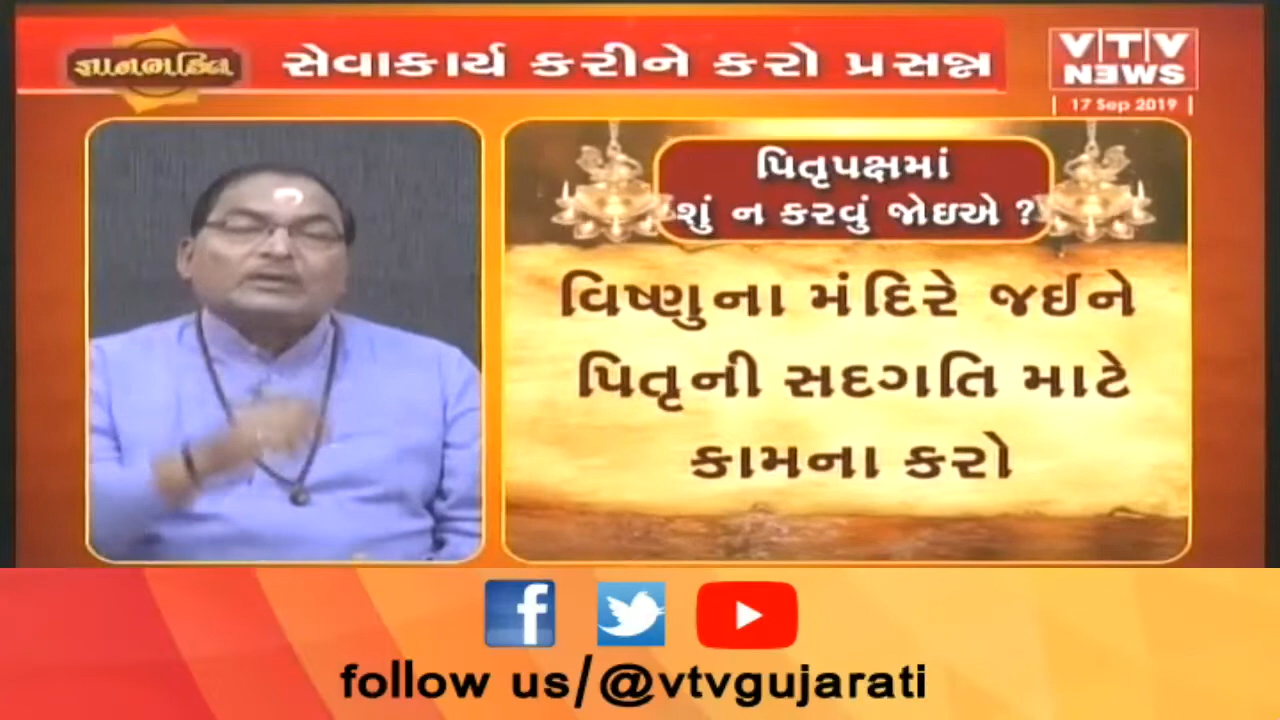 જ્ઞાનભક્તિ
સેવાકાર્ય કરીને કરો પ્રસન્ન
VTV
NEWS
17 Sep 2019
પિતૃપક્ષમાં
શું ન કરવું જોઇએ ?
વિષ્ણુના મંદિરે જઈને
પિતૃની સદગતિ માટે
કામના કરો
follow us/@vtvgujarati